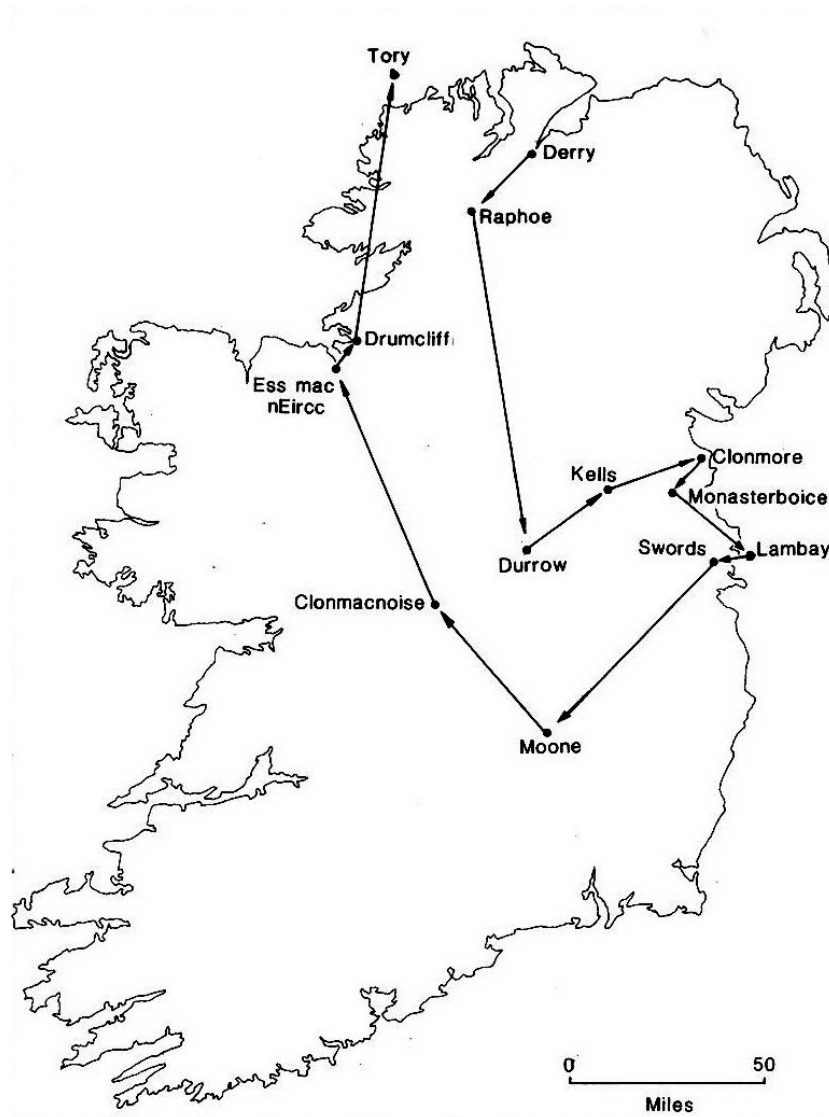 Tory
Derry
Raphoe
Drumcliff
Ess mac
nEircc
Clonmore
Kells
Monasterboice
Swords
Lambay
Durrow
Clonmacnoise
Moone
0 50
Miles